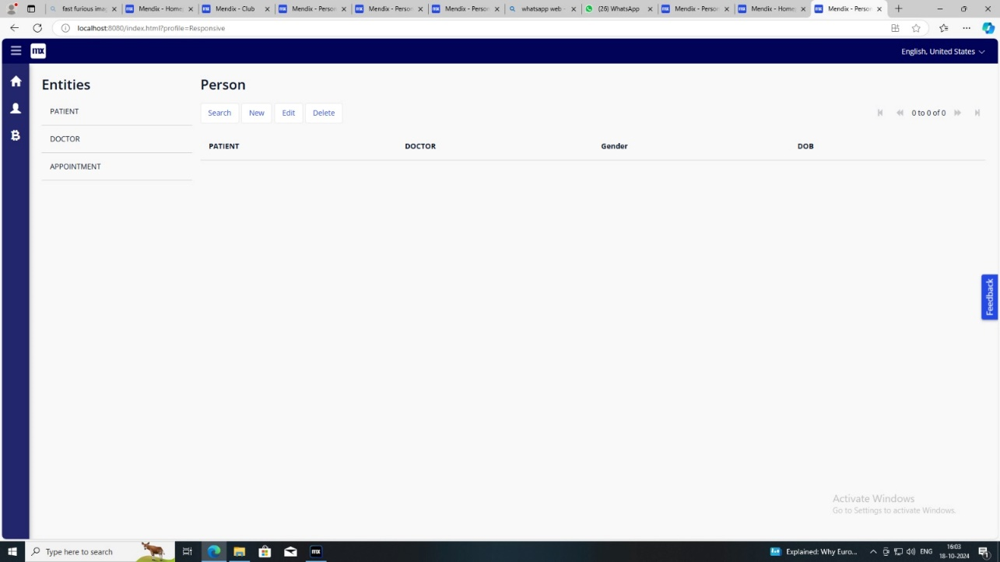 fast furious ima
Mendix - Home
Mendix - Club
Mendix - Person
Mendix - Person
Mendix - Person
whatsapp web -
(26) WhatsApp
Mendix - Person
Mendix - Home
Mendix - Person
localhost:8080/index.html?profile=Responsive
mx
English, United States
Entities
Person
PATIENT
DOCTOR
APPOINTMENT
Search New Edit Delete
0 to 0 of 0
PATIENT DOCTOR Gender DOB
Feedback
Activate Windows
Go to Settings to activate Windows.
Type here to search
mx
Explained: Why Euro...
ENG
16:03
18-10-2024